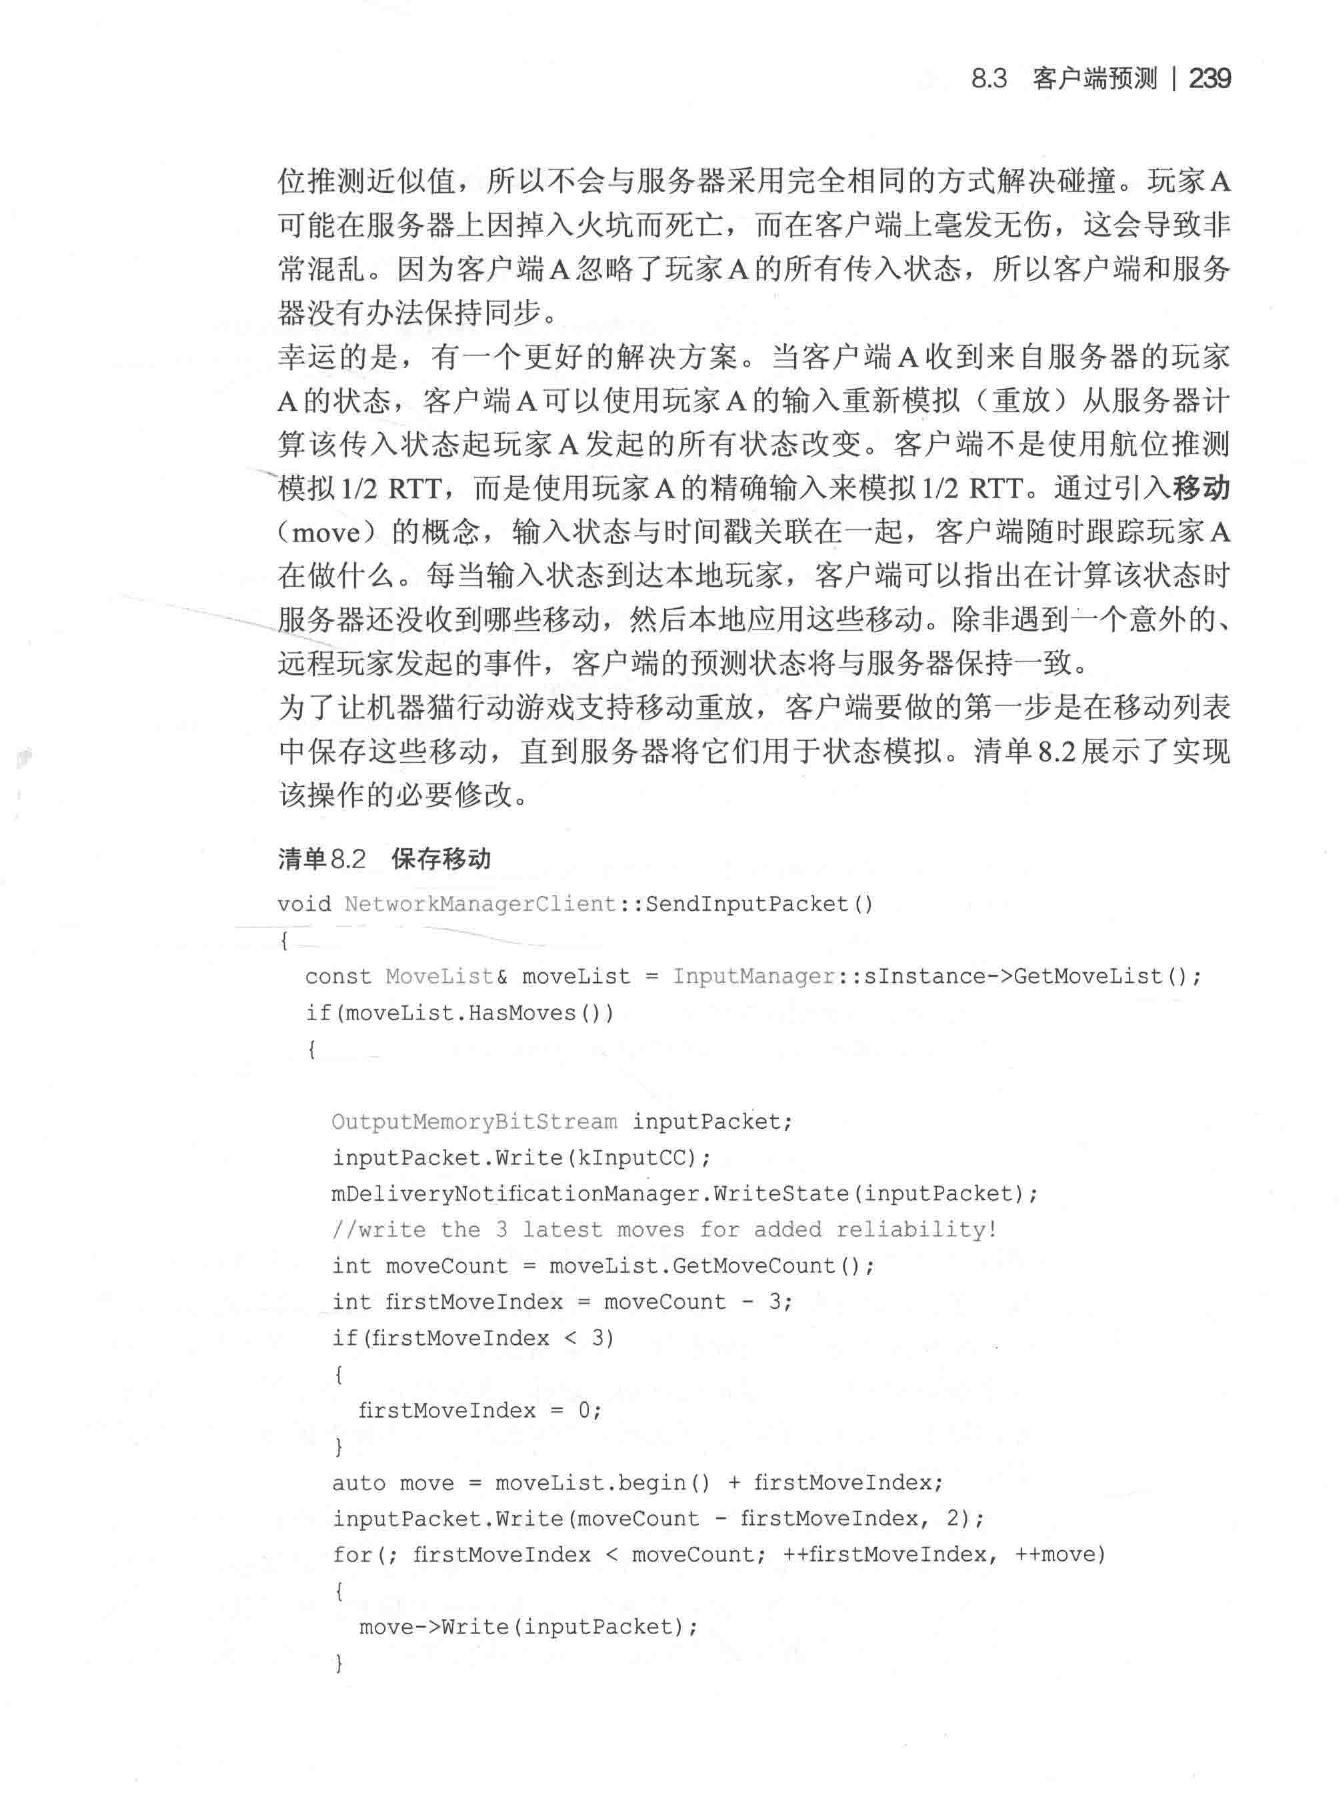 8.3 客户端预测 | 239
位推测近似值，所以不会与服务器采用完全相同的方式解决碰撞。玩家A
可能在服务器上因掉入火坑而死亡，而在客户端上毫发无伤，这会导致非
常混乱。因为客户端A忽略了玩家A的所有传入状态，所以客户端和服务
器没有办法保持同步。
幸运的是，有一个更好的解决方案。当客户端A收到来自服务器的玩家
A的状态，客户端A可以使用玩家A的输入重新模拟（重放）从服务器计
算该传入状态起玩家A发起的所有状态改变。客户端不是使用航位推测
模拟1/2 RTT，而是使用玩家A的精确输入来模拟1/2 RTT。通过引入移动
（move）的概念，输入状态与时间戳关联在一起，客户端随时跟踪玩家A
在做什么。每当输入状态到达本地玩家，客户端可以指出在计算该状态时
服务器还没收到哪些移动，然后本地应用这些移动。除非遇到一个意外的、
远程玩家发起的事件，客户端的预测状态将与服务器保持一致。
为了让机器猫行动游戏支持移动重放，客户端要做的第一步是在移动列表
中保存这些移动，直到服务器将它们用于状态模拟。清单8.2展示了实现
该操作的必要修改。
清单8.2 保存移动
void NetworkManagerClient::SendInputPacket()
{
  const MoveList& moveList = InputManager::sInstance->GetMoveList();
  if(moveList.HasMoves())
  {
    OutputMemoryBitStream inputPacket;
    inputPacket.Write(kInputCC);
    mDeliveryNotificationManager.WriteState(inputPacket);
    //write the 3 latest moves for added reliability!
    int moveCount = moveList.GetMoveCount();
    int firstMoveIndex = moveCount - 3;
    if(firstMoveIndex < 3)
    {
      firstMoveIndex = 0;
    }
    auto move = moveList.begin() + firstMoveIndex;
    inputPacket.Write(moveCount - firstMoveIndex, 2);
    for(; firstMoveIndex < moveCount; ++firstMoveIndex, ++move)
    {
      move->Write(inputPacket);
    }